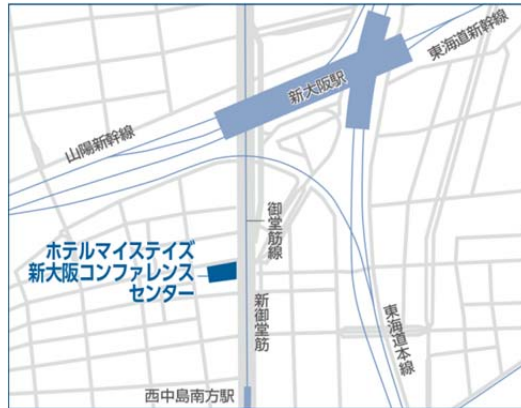 東海道新幹線
新大阪駅
山陽新幹線
御堂筋線
ホテルマイステイズ
新大阪コンファレンス
センター
新御堂筋
東海道本線
西中島南方駅